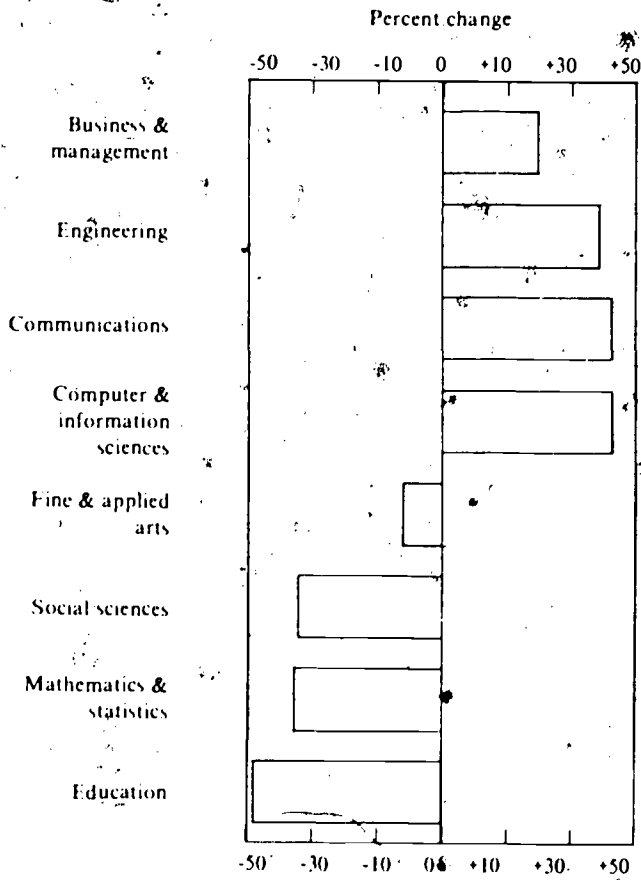 Percent change
-50 -30 -10 0 +10 +30 +50
Business &
management
Engineering
Communications
Computer &
information
sciences
Fine & applied
arts
Social sciences
Mathematics &
statistics
Education
-50 -30 -10 0 +10 +30 +50